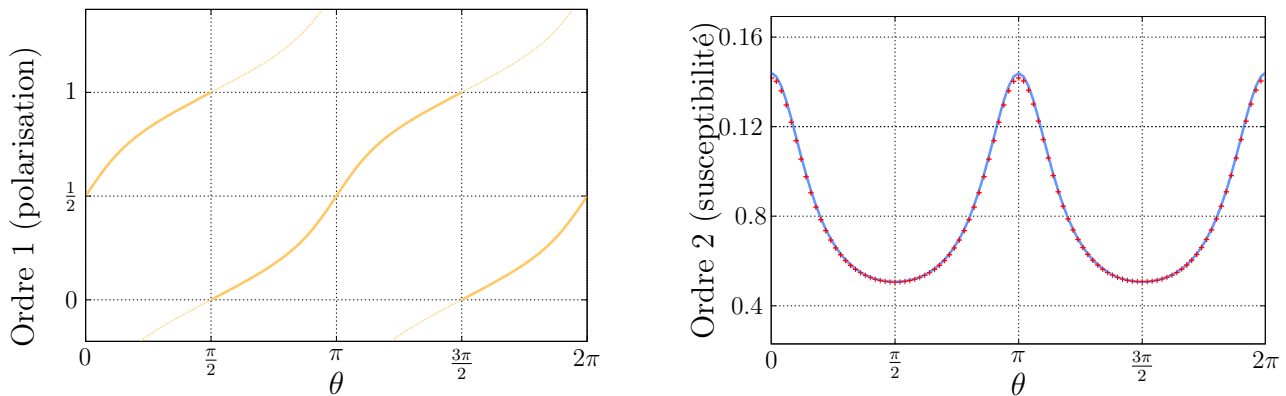 Ordre 1 (polarisation)
1
1/2
0
0
π/2
π
3π/2
2π
θ
Ordre 2 (susceptibilité)
0.16
0.12
0.8
0.4
0
π/2
π
3π/2
2π
θ